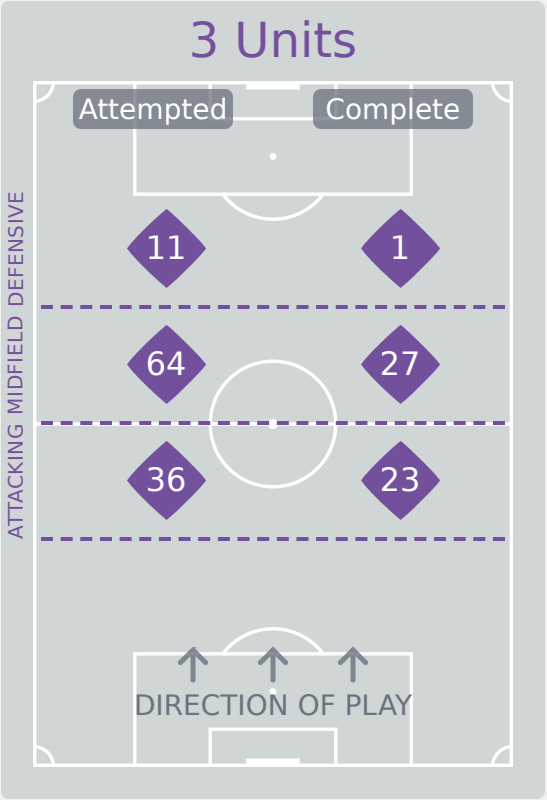 3 Units
Attempted Complete
ATTACKING MIDFIELD DEFENSIVE
11 1
64 27
36 23
DIRECTION OF PLAY